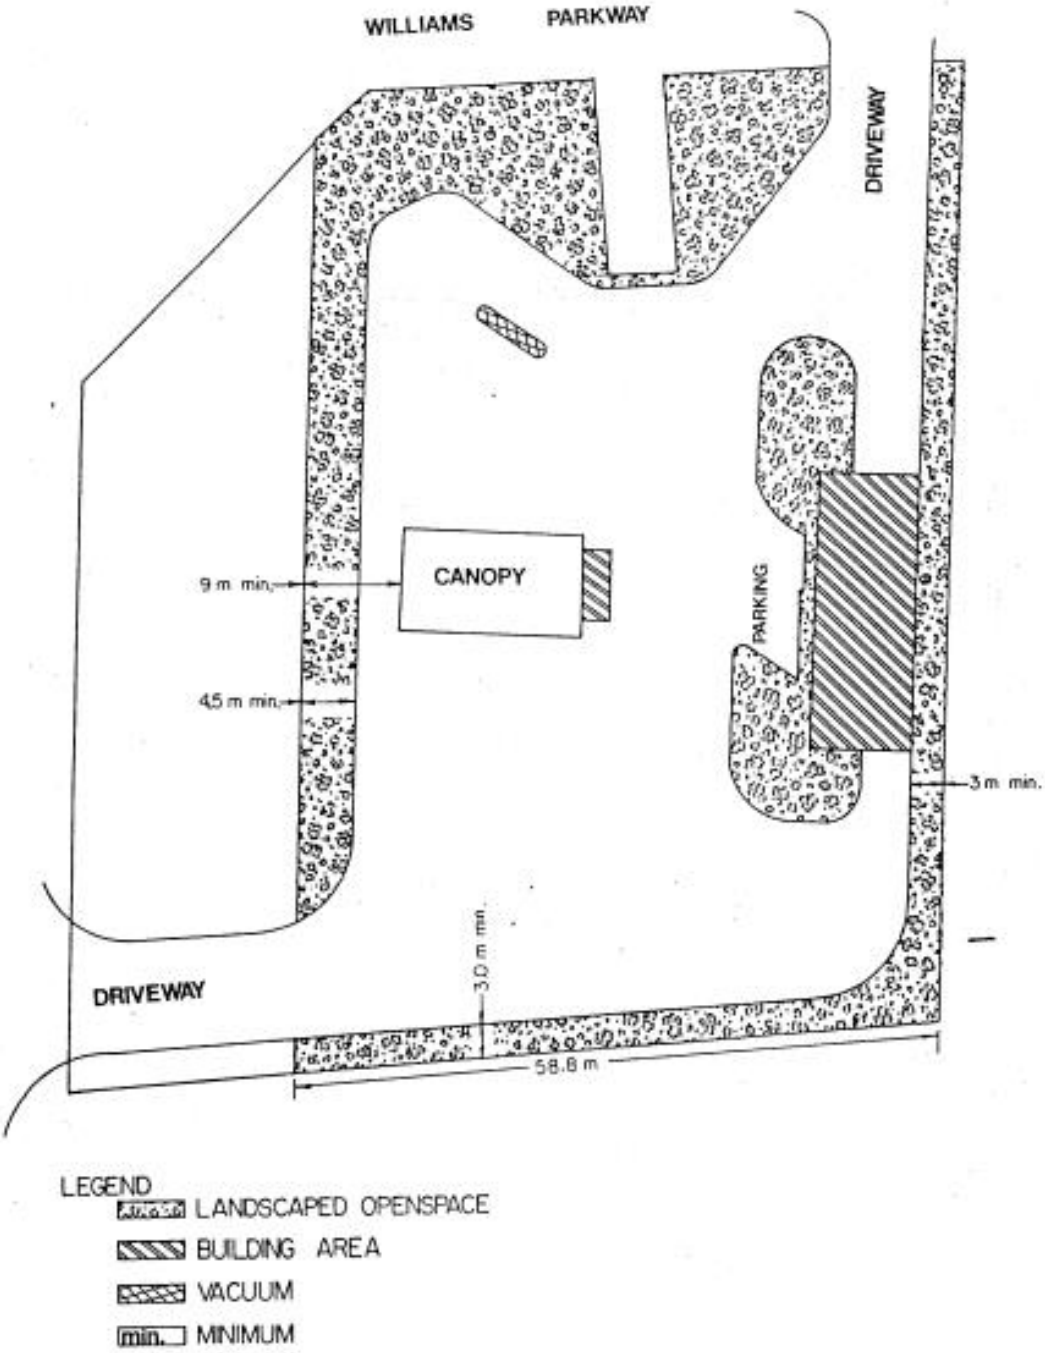 WILLIAMS PARKWAY
DRIVEWAY
CANOPY
9 m min.
PARKING
4.5 m min.
3 m min.
3.0 m min.
DRIVEWAY
58.8 m
LEGEND
LANDSCAPED OPENSPACE
BUILDING AREA
VACUUM
min. MINIMUM